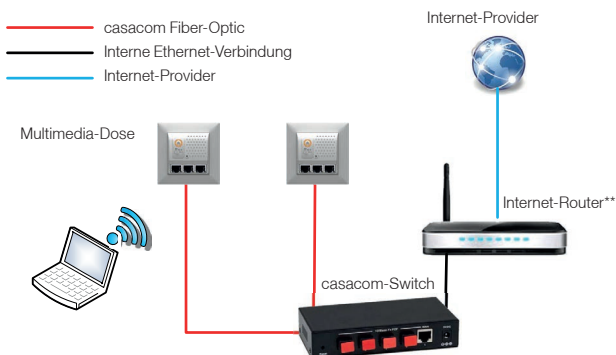 casacom Fiber-Optic
Interne Ethernet-Verbindung
Internet-Provider
Internet-Provider
Multimedia-Dose
Internet-Router**
casacom-Switch